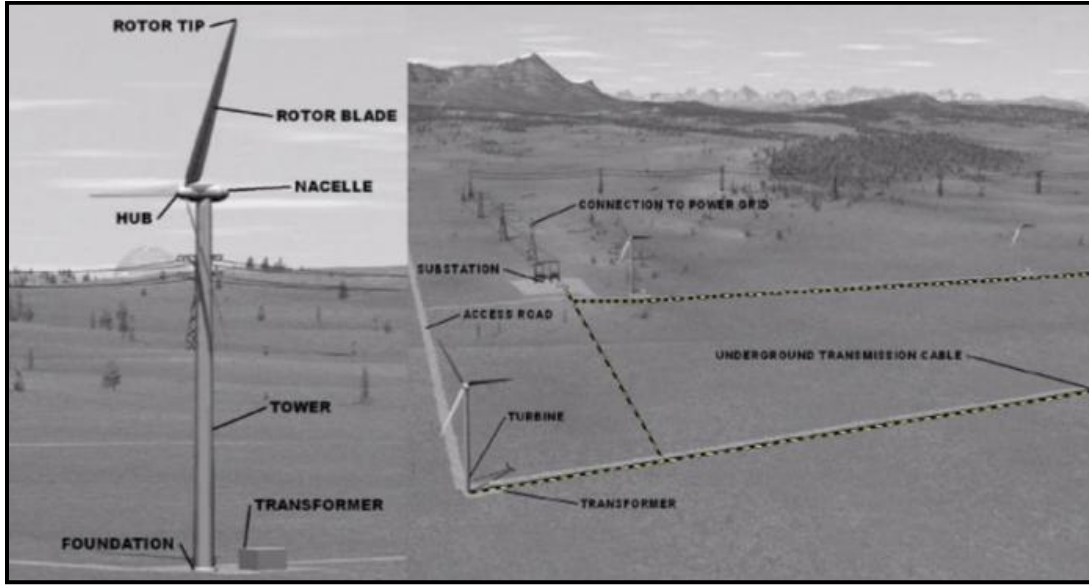 ROTOR TIP
ROTOR BLADE
NACELLE
HUB
TOWER
TRANSFORMER
FOUNDATION
CONNECTION TO POWER GRID
SUBSTATION
ACCESS ROAD
UNDERGROUND TRANSMISSION CABLE
TURBINE
TRANSFORMER